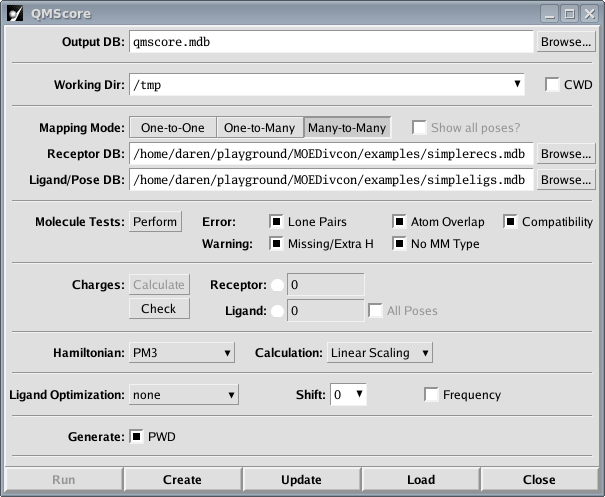 QMScore
Output DB: qmscore.mdb Browse...
Working Dir: /tmp CWD
Mapping Mode: One-to-One One-to-Many Many-to-Many Show all poses?
Receptor DB: /home/daren/playground/MOEDivcon/examples/simplerecs.mdb Browse...
Ligand/Pose DB: /home/daren/playground/MOEDivcon/examples/simpleligs.mdb Browse...
Molecule Tests: Perform Error: Lone Pairs Atom Overlap Compatibility
Warning: Missing/Extra H No MM Type
Charges: Calculate Receptor: 0
Check Ligand: 0 All Poses
Hamiltonian: PM3 Calculation: Linear Scaling
Ligand Optimization: none Shift: 0 Frequency
Generate: PWD
Run Create Update Load Close